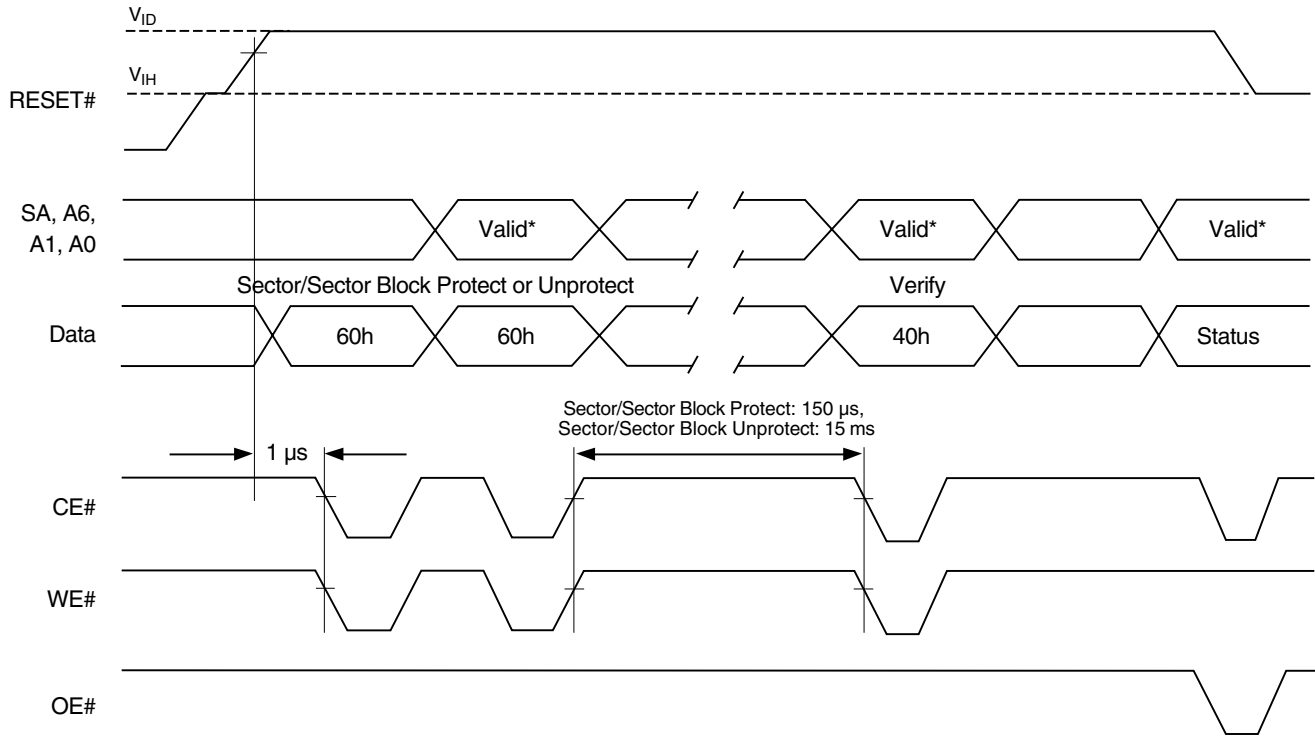 VID
VIH
RESET#
SA, A6,
A1, A0
Valid*
Valid*
Valid*
Sector/Sector Block Protect or Unprotect
Verify
Data
60h
60h
40h
Status
Sector/Sector Block Protect: 150 µs,
Sector/Sector Block Unprotect: 15 ms
1 µs
CE#
WE#
OE#